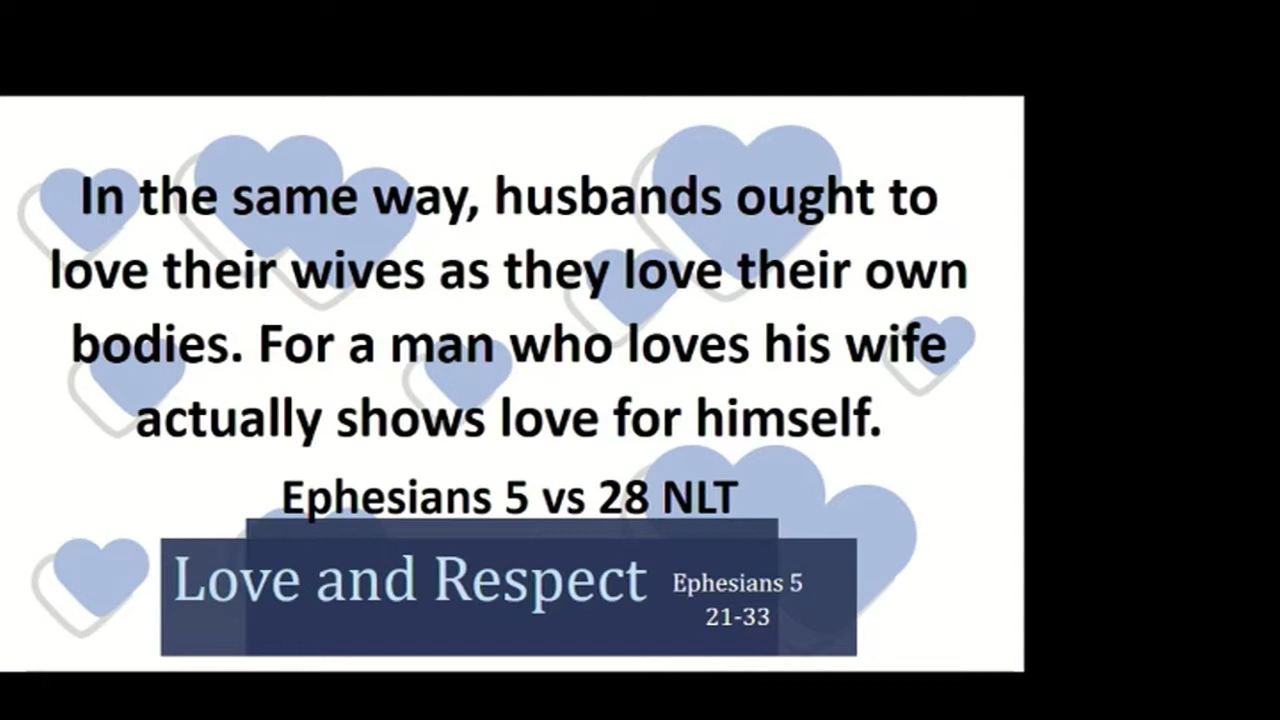 In the same way, husbands ought to
love their wives as they love their own
bodies. For a man who loves his wife
actually shows love for himself.
Ephesians 5 vs 28 NLT
Love and Respect
Ephesians 5
21-33